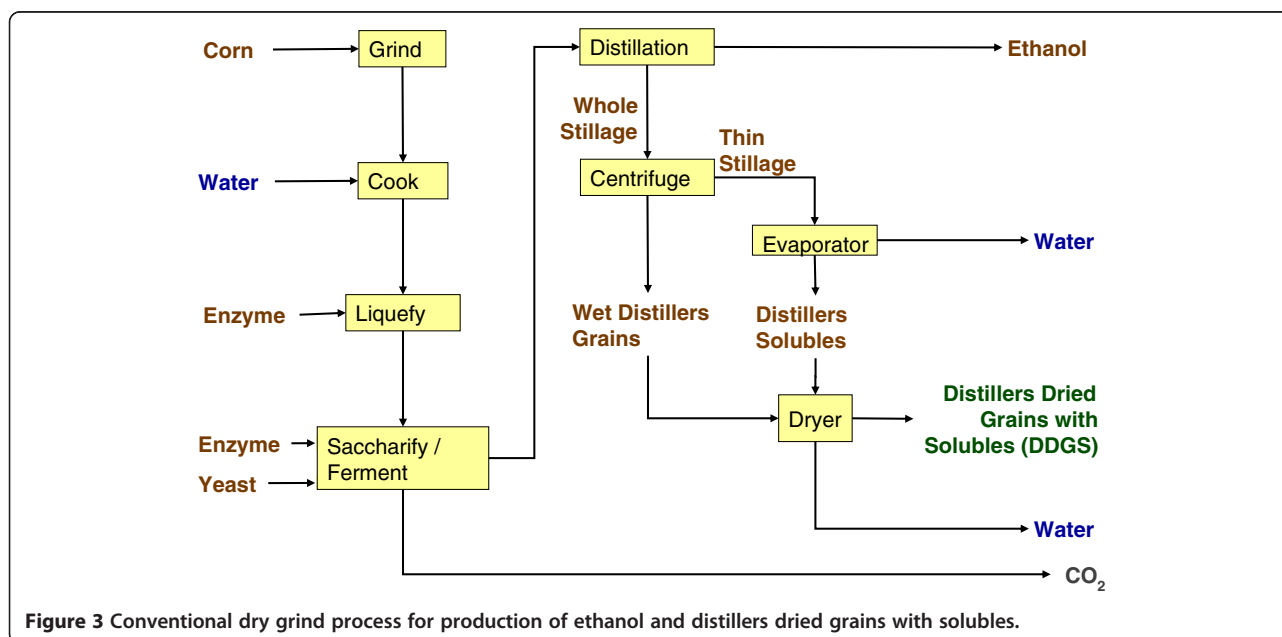 Corn
Grind
Distillation
Ethanol
Whole
Stillage
Thin
Stillage
Water
Cook
Centrifuge
Evaporator
Water
Enzyme
Liquefy
Wet Distillers
Grains
Distillers
Solubles
Enzyme
Yeast
Saccharify /
Ferment
Dryer
Distillers Dried
Grains with
Solubles (DDGS)
Water
CO2
Figure 3 Conventional dry grind process for production of ethanol and distillers dried grains with solubles.